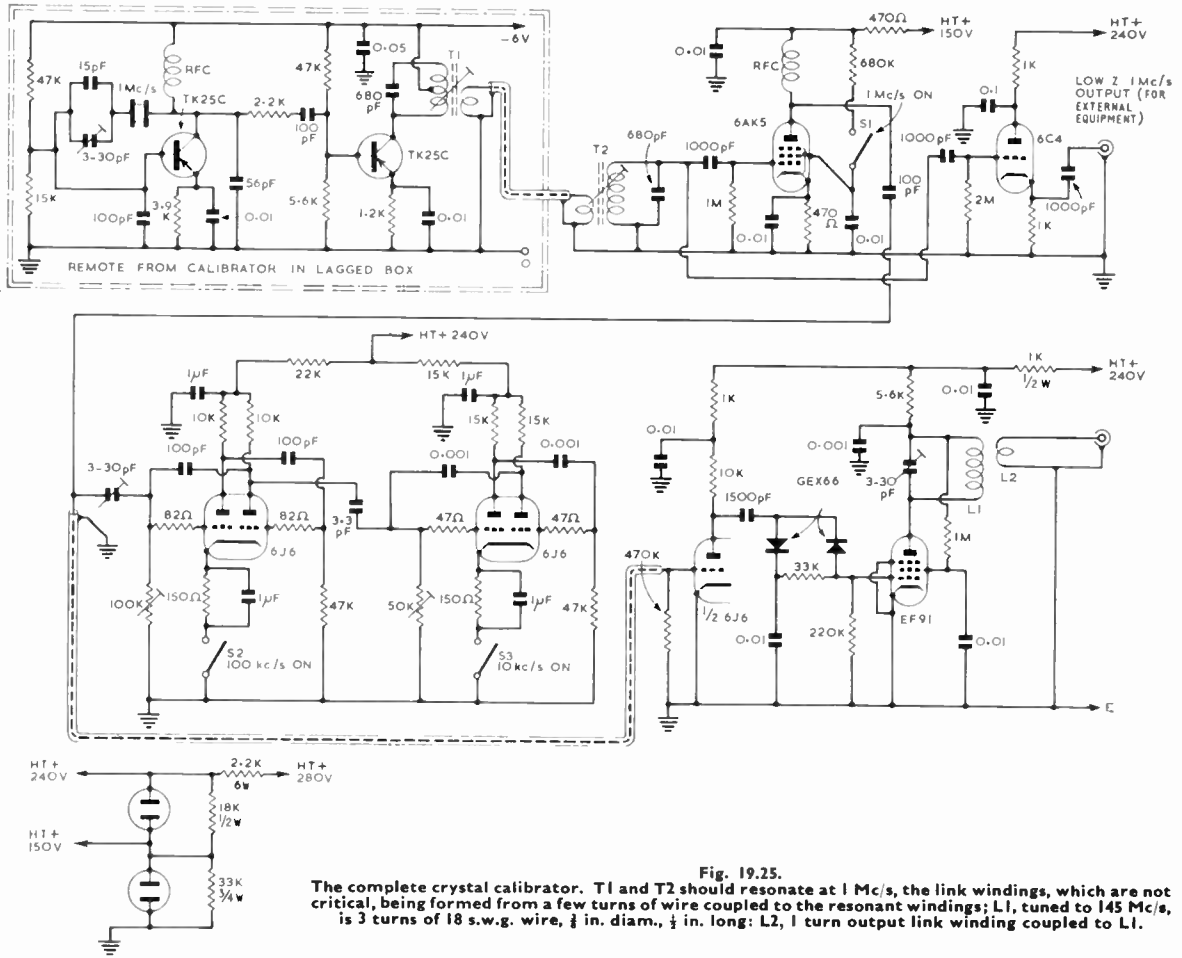 47K
15pF
3-30pF
1Mc/s
RFC
TK25C
2·2K
47K
100
pF
0·05
680
pF
T1
-6V
TK25C
15K
100pF
3·9
K
0·01
56pF
5·6K
1·2K
0·01
REMOTE FROM CALIBRATOR IN LAGGED BOX
0·01
470Ω
HT+
150V
RFC
680K
1Mc/s ON
S1
6AK5
T2
680pF
1000pF
1M
0·01
470
Ω
0·01
100
pF
HT+
240V
1K
0·1
6C4
1000pF
2M
1K
1000pF
LOW Z 1Mc/s
OUTPUT (FOR
EXTERNAL
EQUIPMENT)
HT+240V
22K
15K
1μF
10K
10K
100pF
100pF
3-30pF
82Ω
82Ω
6J6
100K
150Ω
1μF
47K
S2
100 kc/s ON
3·3
pF
1μF
15K
15K
0·001
0·001
47Ω
47Ω
6J6
50K
150Ω
1μF
47K
S3
10kc/s ON
470K
1K
0·01
10K
1500pF
GEX66
33K
1/2 6J6
0·01
220K
5·6K
0·001
3-30
pF
0·01
1K
1/2W
HT+
240V
L1
L2
1M
EF91
0·01
E
HT+
240V
2·2K
6W
HT+
280V
18K
1/2W
HT+
150V
33K
3/4W
Fig. 19.25.
The complete crystal calibrator. T1 and T2 should resonate at 1 Mc/s, the link windings, which are not
critical, being formed from a few turns of wire coupled to the resonant windings; L1, tuned to 145 Mc/s,
is 3 turns of 18 s.w.g. wire, in. diam., in. long: L2, 1 turn output link winding coupled to L1.